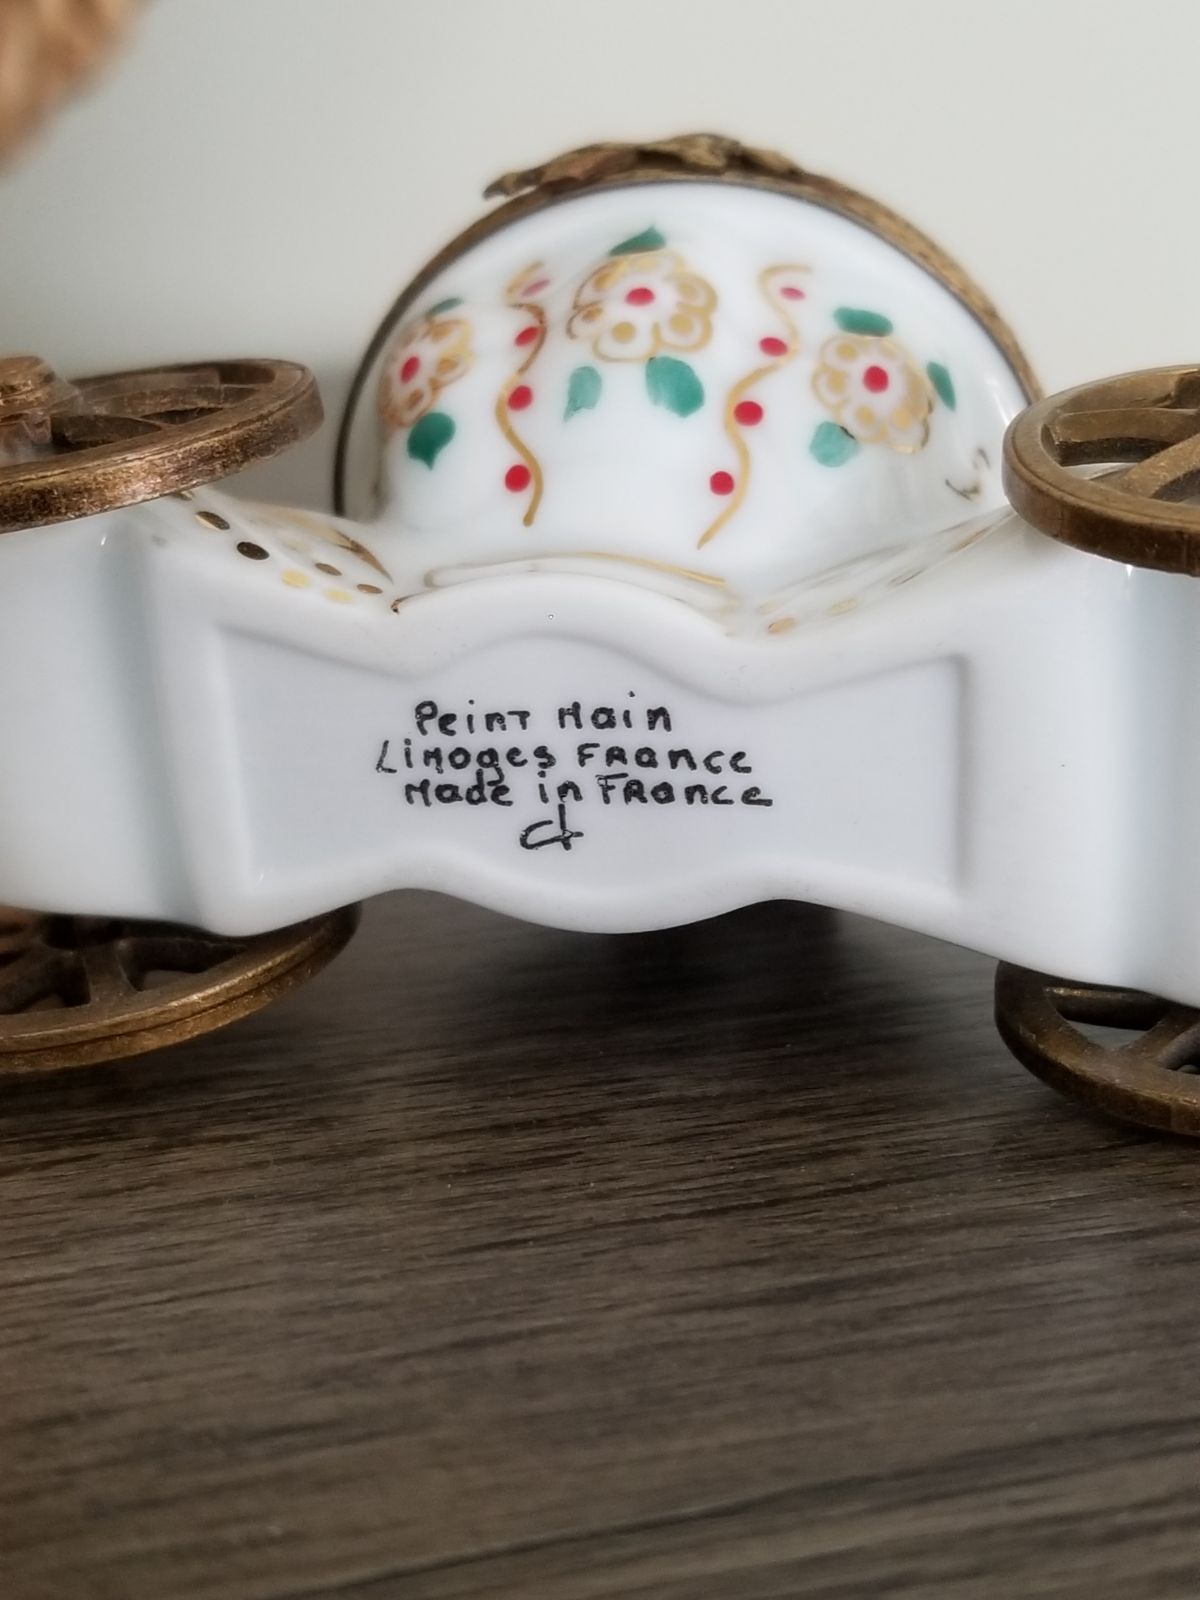 Peint Main
Limoges France
Made in France